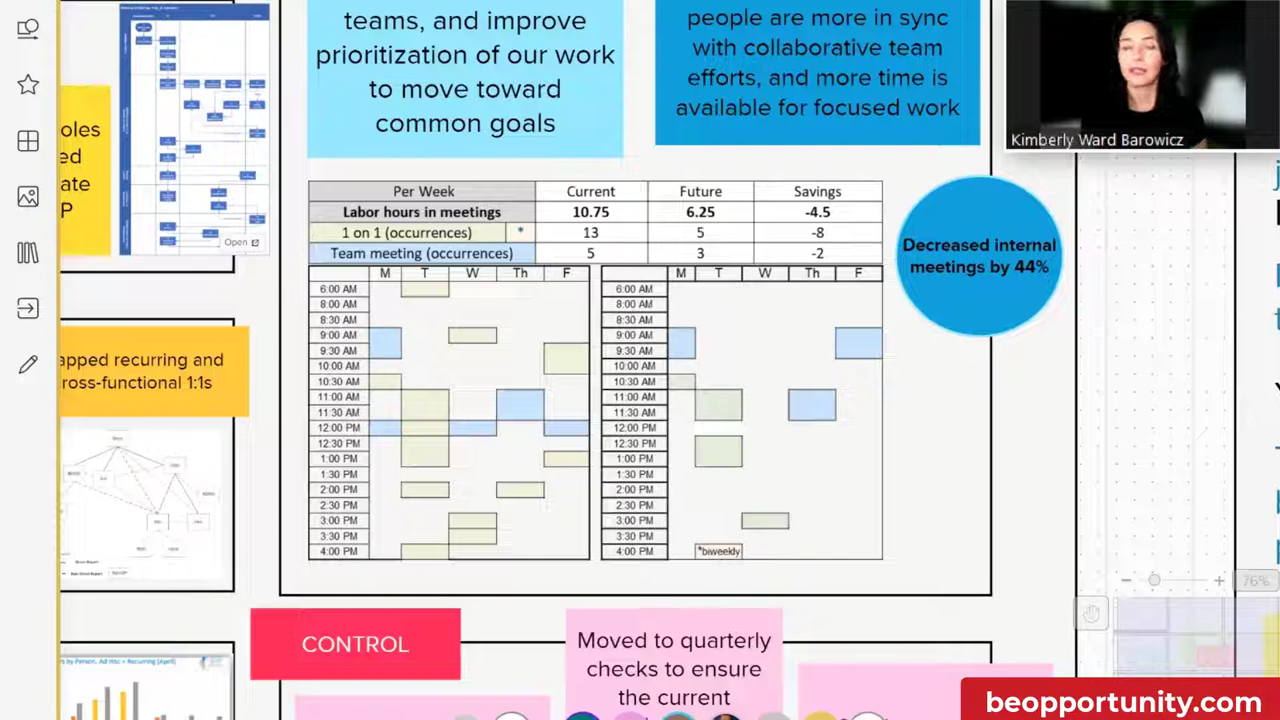 teams, and improve
prioritization of our work
to move toward
common goals
people are more in sync
with collaborative team
efforts, and more time is
available for focused work
Kimberly Ward Barowicz
oles
ed
ate
P
Open
Per Week Current Future Savings
Labor hours in meetings 10.75 6.25 -4.5
1 on 1 (occurrences) * 13 5 -8
Team meeting (occurrences) 5 3 -2
Decreased internal
meetings by 44%
M T W Th F M T W Th F
6:00 AM 6:00 AM
8:00 AM 8:00 AM
8:30 AM 8:30 AM
9:00 AM 9:00 AM
9:30 AM 9:30 AM
10:00 AM 10:00 AM
10:30 AM 10:30 AM
11:00 AM 11:00 AM
11:30 AM 11:30 AM
12:00 PM 12:00 PM
12:30 PM 12:30 PM
1:00 PM 1:00 PM
1:30 PM 1:30 PM
2:00 PM 2:00 PM
2:30 PM 2:30 PM
3:00 PM 3:00 PM
3:30 PM 3:30 PM
4:00 PM 4:00 PM *biweekly
apped recurring and
ross-functional 1:1s
76%
CONTROL
Moved to quarterly
checks to ensure
the current
s by Person, Ad Hoc + Recurring (April)
beopportunity.com